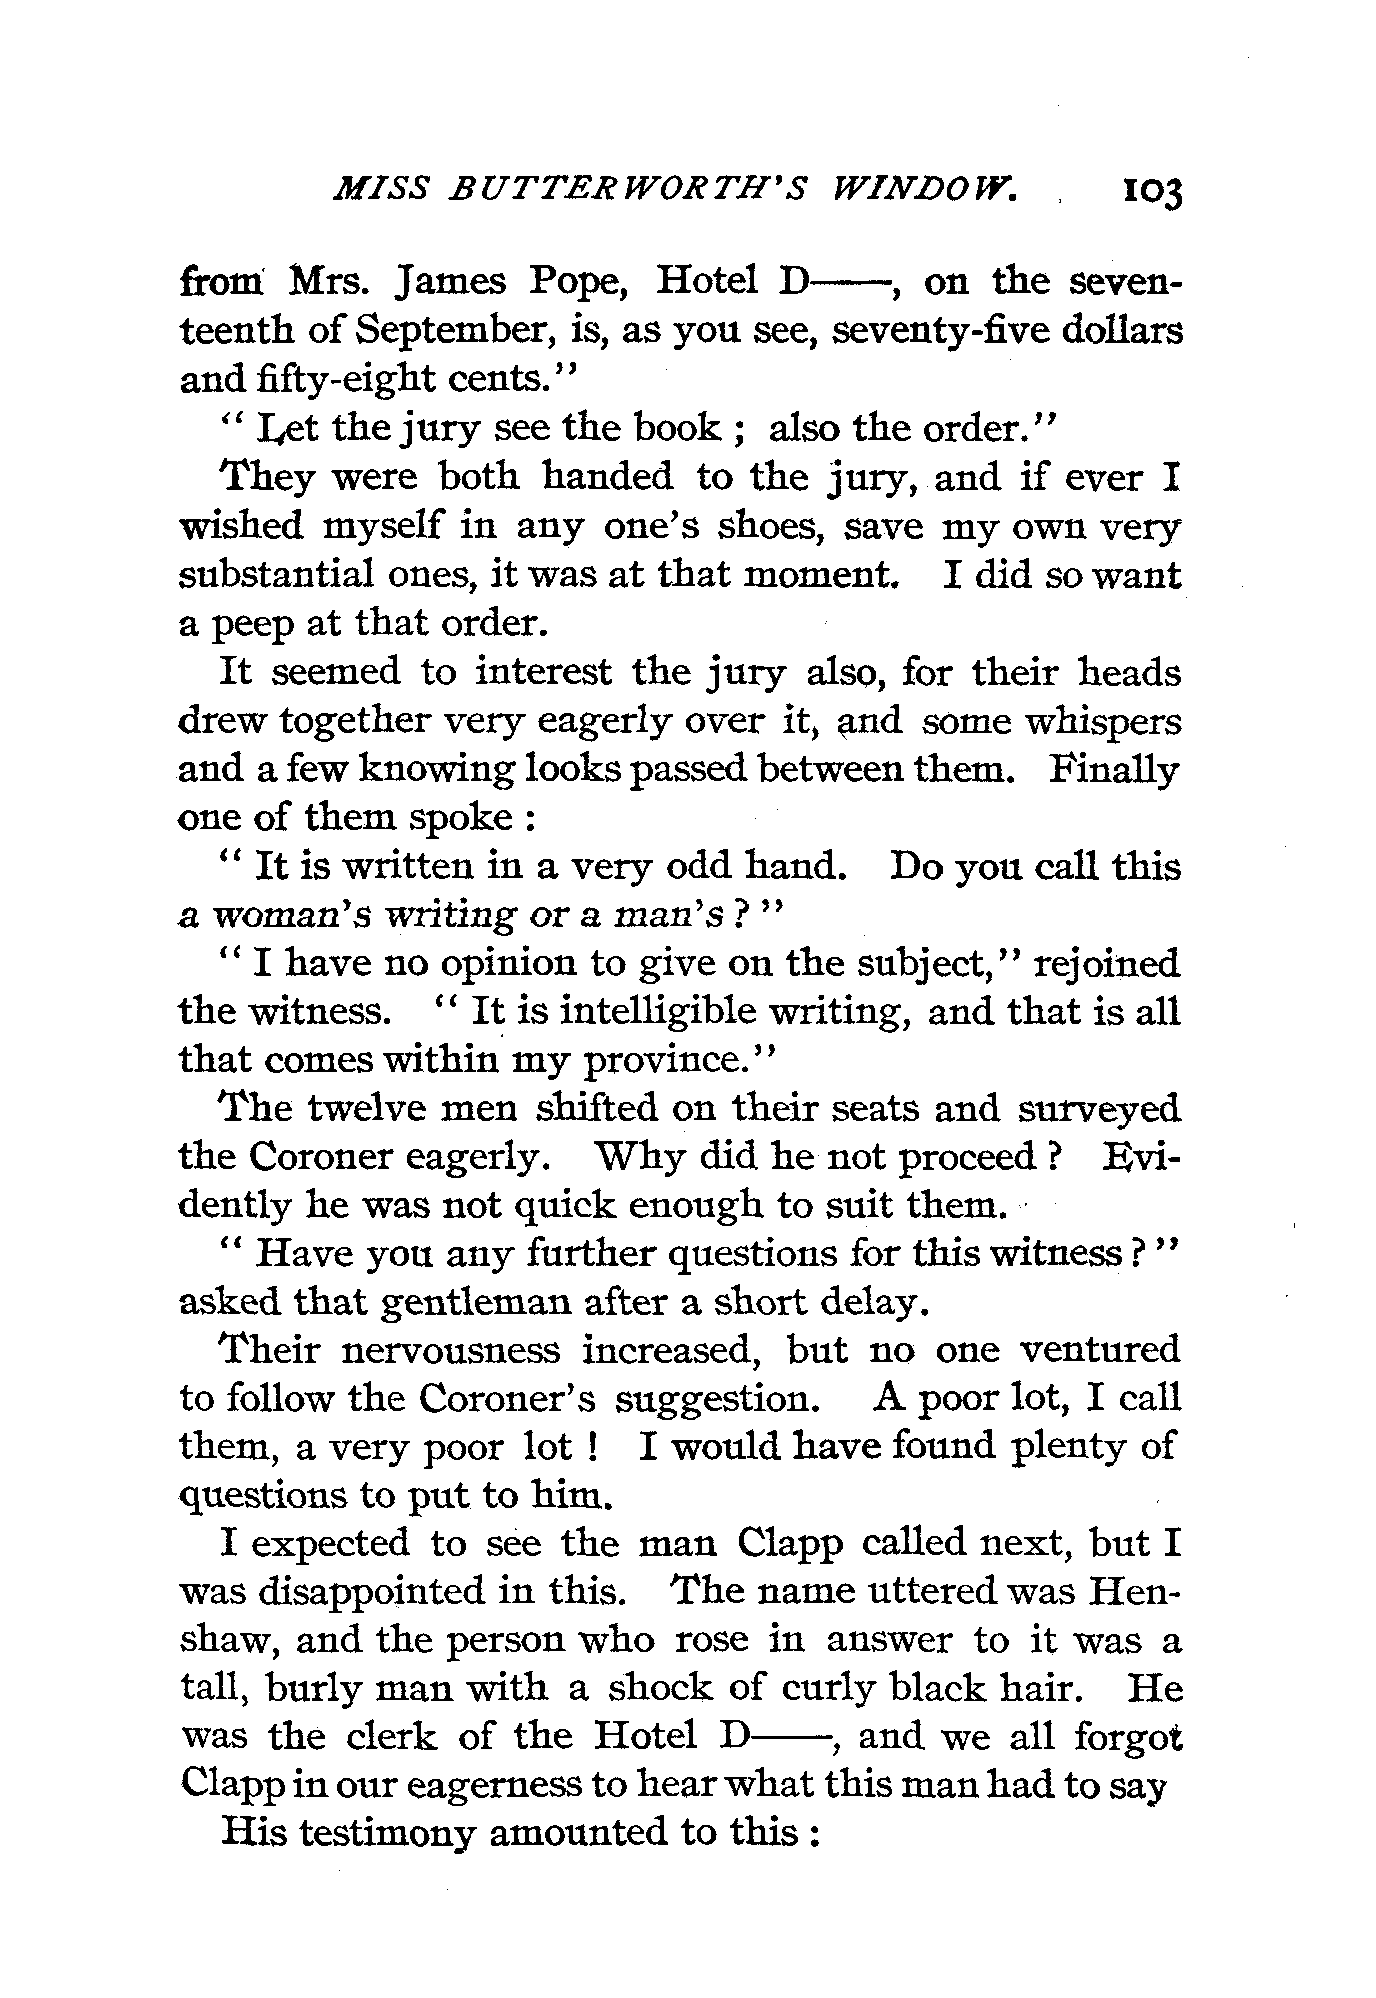 MISS BUTTERWORTH'S WINDOW. 103
from Mrs. James Pope, Hotel D——, on the seven-
teenth of September, is, as you see, seventy-five dollars
and fifty-eight cents."
"Let the jury see the book; also the order."
They were both handed to the jury, and if ever I
wished myself in any one's shoes, save my own very
substantial ones, it was at that moment. I did so want
a peep at that order.
It seemed to interest the jury also, for their heads
drew together very eagerly over it, and some whispers
and a few knowing looks passed between them. Finally
one of them spoke:
"It is written in a very odd hand. Do you call this
a woman's writing or a man's?"
"I have no opinion to give on the subject," rejoined
the witness. "It is intelligible writing, and that is all
that comes within my province."
The twelve men shifted on their seats and surveyed
the Coroner eagerly. Why did he not proceed? Evi-
dently he was not quick enough to suit them.
"Have you any further questions for this witness?"
asked that gentleman after a short delay.
Their nervousness increased, but no one ventured
to follow the Coroner's suggestion. A poor lot, I call
them, a very poor lot! I would have found plenty of
questions to put to him.
I expected to see the man Clapp called next, but I
was disappointed in this. The name uttered was Hen-
shaw, and the person who rose in answer to it was a
tall, burly man with a shock of curly black hair. He
was the clerk of the Hotel D——, and we all forgot
Clapp in our eagerness to hear what this man had to say
His testimony amounted to this: